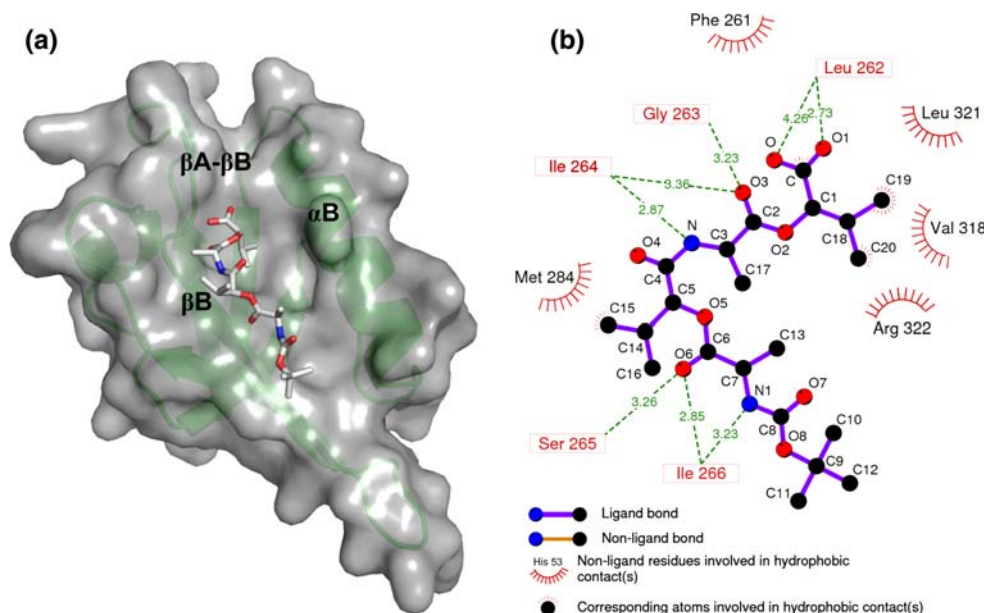 (a)
βA-βB
αB
βB
(b)
Phe 261
Leu 262
4.26
2.73
Gly 263
Leu 321
O
O1
3.23
Ile 264
3.36
O3
C
C19
2.87
C2
C1
N
C3
O2
C18
Val 318
O4
C20
C4
C17
Met 284
C5
O5
C15
C13
C14
C6
Arg 322
C16
O6
C7
N1
O7
3.26
2.85
3.23
C8
C10
O8
Ser 265
C9
C12
Ile 266
C11
Ligand bond
Non-ligand bond
His 53
Non-ligand residues involved in hydrophobic
contact(s)
Corresponding atoms involved in hydrophobic contact(s)